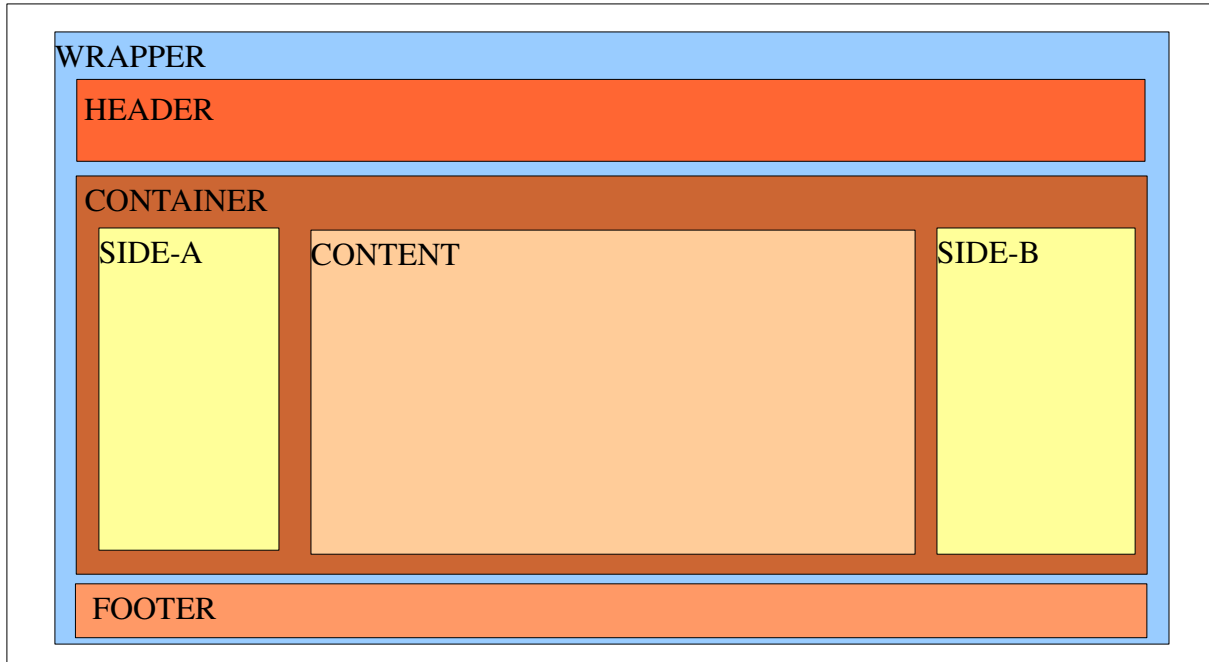 WRAPPER
HEADER
CONTAINER
SIDE-A
CONTENT
SIDE-B
FOOTER